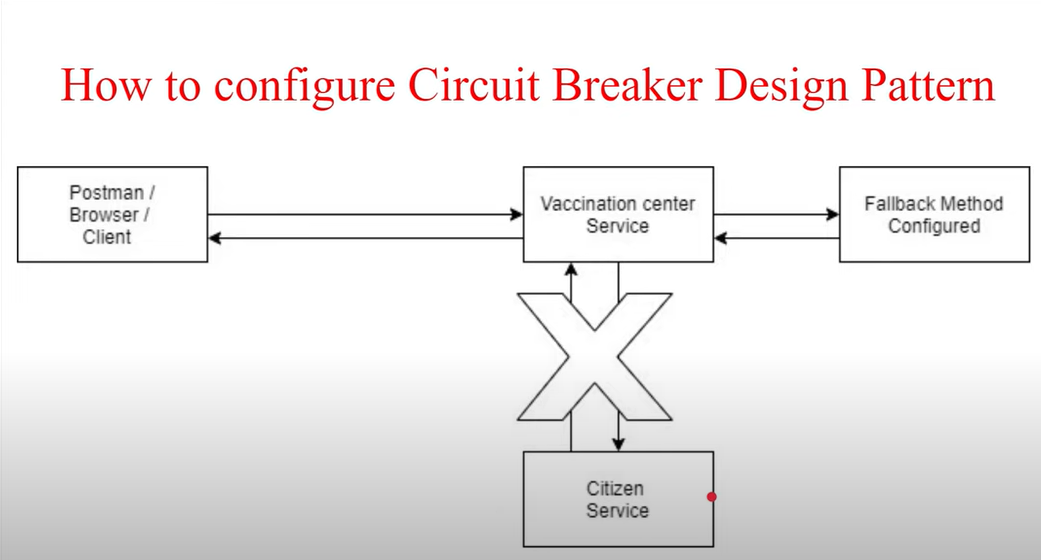 How to configure Circuit Breaker Design Pattern
Postman /
Browser /
Client
Vaccination center
Service
Fallback Method
Configured
Citizen
Service